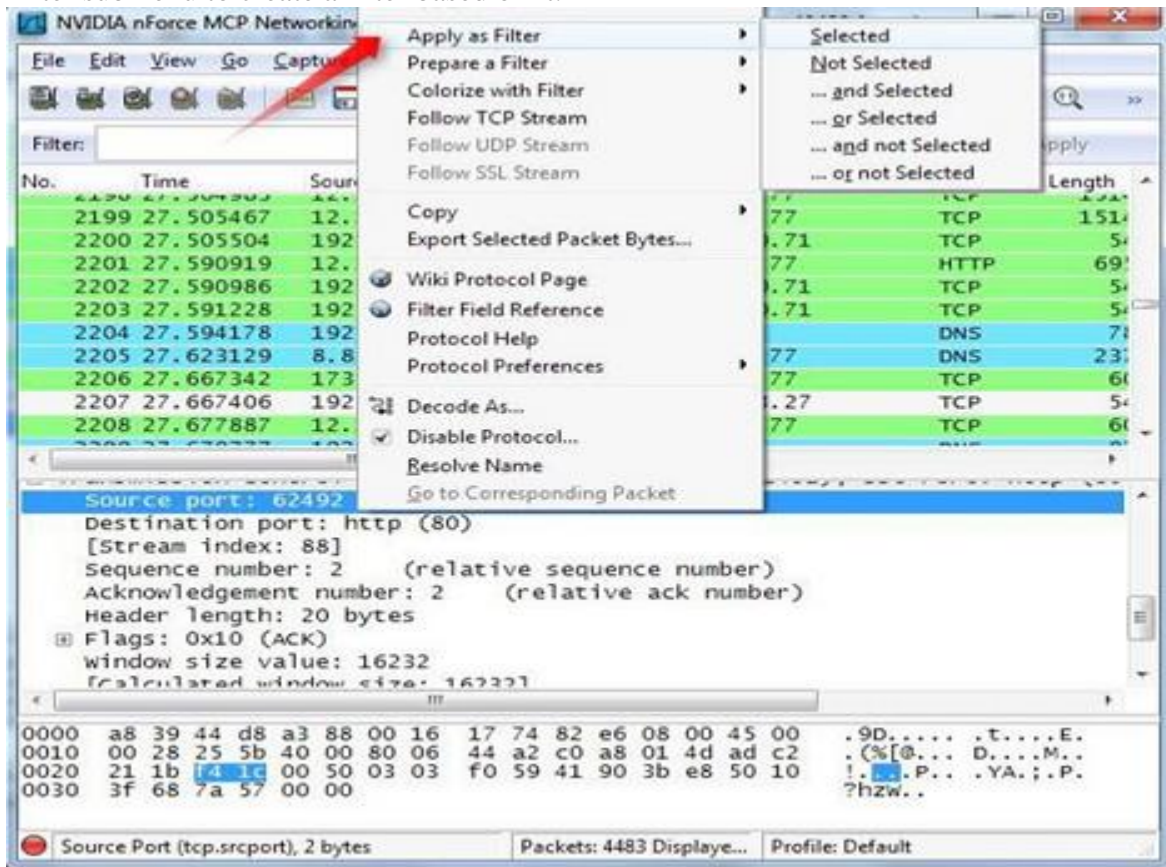 NVIDIA nForce MCP Networking
File Edit View Go Capture
Filter:
Apply as Filter
Prepare a Filter
Colorize with Filter
Follow TCP Stream
Follow UDP Stream
Follow SSL Stream
Copy
Export Selected Packet Bytes...
Wiki Protocol Page
Filter Field Reference
Protocol Help
Protocol Preferences
Decode As...
Disable Protocol...
Resolve Name
Go to Corresponding Packet
Selected
Not Selected
... and Selected
... or Selected
... and not Selected
... or not Selected
No. Time Sour Length
2199 27.505467 12. 77 TCP 151
2200 27.505504 192 .71 TCP 5
2201 27.590919 12. 77 HTTP 69
2202 27.590986 192 .71 TCP 5
2203 27.591228 192 .71 TCP 5
2204 27.594178 192 DNS 7
2205 27.623129 8.8 77 DNS 23
2206 27.667342 173 77 TCP 6
2207 27.667406 192 .27 TCP 5
2208 27.677887 12. 77 TCP 6
Source port: 62492
Destination port: http (80)
[Stream index: 88]
Sequence number: 2 (relative sequence number)
Acknowledgement number: 2 (relative ack number)
Header length: 20 bytes
Flags: 0x10 (ACK)
Window size value: 16232
[Calculated window size: 16232]
0000 a8 39 44 d8 a3 88 00 16 17 74 82 e6 08 00 45 00 .9D..... .t....E.
0010 00 28 25 5b 40 00 80 06 44 a2 c0 a8 01 4d ad c2 .(%[@... D....M..
0020 21 1b f4 1c 00 50 03 03 f0 59 41 90 3b e8 50 10 !....P.. .YA.;.P.
0030 3f 68 7a 57 00 00 ?hzW..
Source Port (tcp.srcport), 2 bytes Packets: 4483 Displaye... Profile: Default